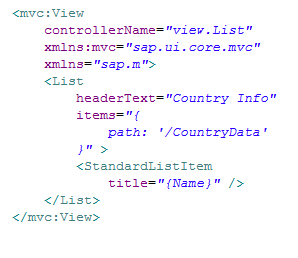 <mvc:View
controllerName="view.List"
xmlns:mvc="sap.ui.core.mvc"
xmlns="sap.m">
<List
headerText="Country Info"
items="{
path: '/CountryData'
}" >
<StandardListItem
title="{Name}" />
</List>
</mvc:View>